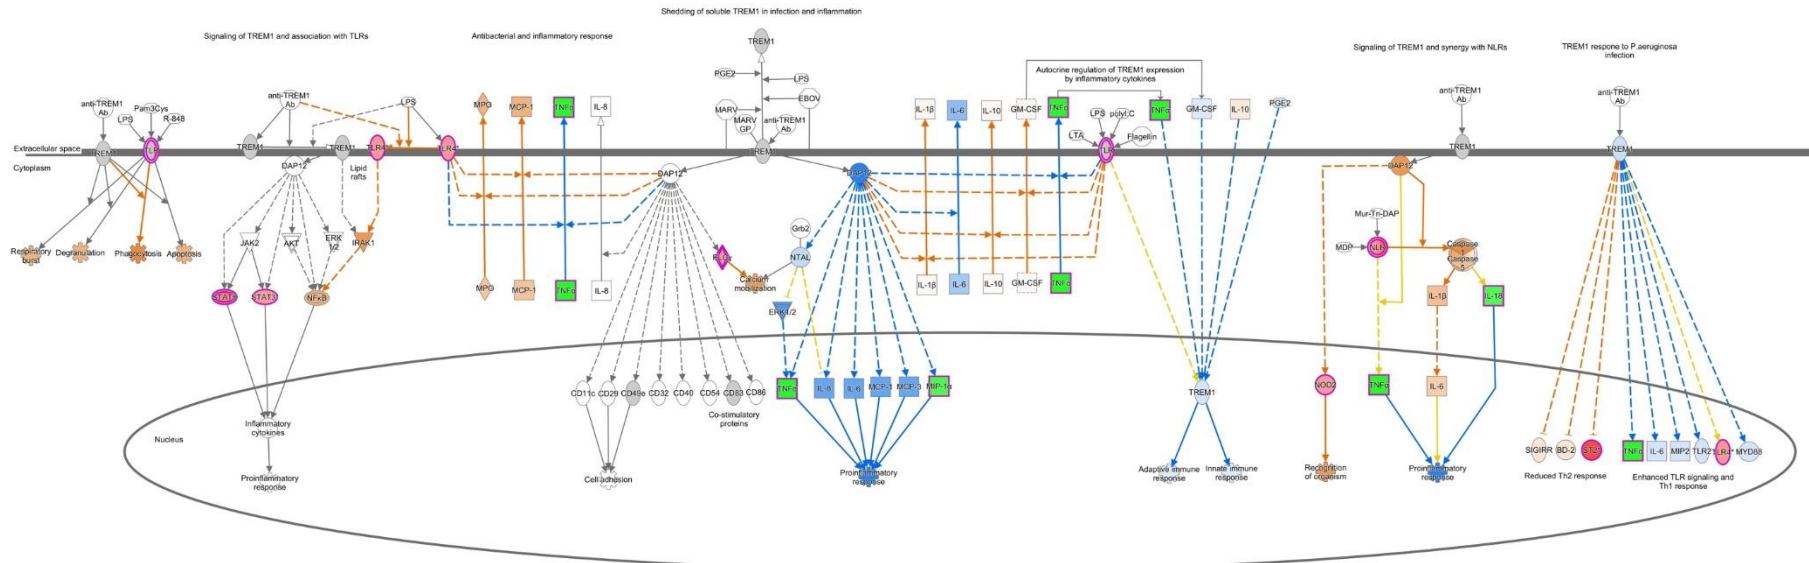 Shedding of soluble TREM1 in infection and inflammation
Signaling of TREM1 and association with TLRs
Antibacterial and inflammatory response
Signaling of TREM1 and synergy with NLRs
TREM1 respone to P.aeruginosa
infection
TREM1
PGE2
LPS
EBOV
MARV
MARV
GP
anti-TREM1
Ab
Autocrine regulation of TREM1 expression
by inflammatory cytokines
anti-TREM1
Ab
Pam3Cys
LPS
R-848
anti-TREM1
Ab
LPS
MPO
MCP-1
TNFα
IL-8
IL-1β
IL-6
IL-10
GM-CSF
TNFα
LPS
polyI:C
LTA
Flagellin
TNFα
GM-CSF
IL-10
PGE2
anti-TREM1
Ab
anti-TREM1
Ab
Extracellular space
Cytoplasm
TREM1
TLR
TREM1
TREM1
TLR4*
TLR4*
TREM1
TLR
TREM1
TREM1
DAP12
Lipid
rafts
DAP12
DAP12
DAP12
JAK2
AKT
ERK
1/2
IRAK1
Grb2
NTAL
Mur-Tri-DAP
MDP
NLR
Caspase
1
Caspase
5
Respiratory
burst
Degranulation
Phagocytosis
Apoptosis
STAT5
STAT3
NFκB
MPO
MCP-1
TNFα
IL-8
PLCγ
Calcium
mobilization
ERK1/2
IL-1β
IL-6
IL-10
GM-CSF
TNFα
IL-1β
IL-18
CD11c
CD29
CD49e
CD32
CD40
CD54
CD83
CD86
Co-stimulatory
proteins
TNFα
IL-8
IL-6
MCP-1
MCP-3
MIP-1α
TREM1
NOD2
TNFα
IL-6
Nucleus
Inflammatory
cytokines
Proinflammatory
response
Cell adhesion
Proinflammatory
response
Adaptive immune
response
Innate immune
response
Recognition
of organism
Proinflammatory
response
SIGIRR
BD-2
ST2*
TNFα
IL-6
MIP2
TLR2
TLR4*
MYD88
Reduced Th2 response
Enhanced TLR signaling and
Th1 response